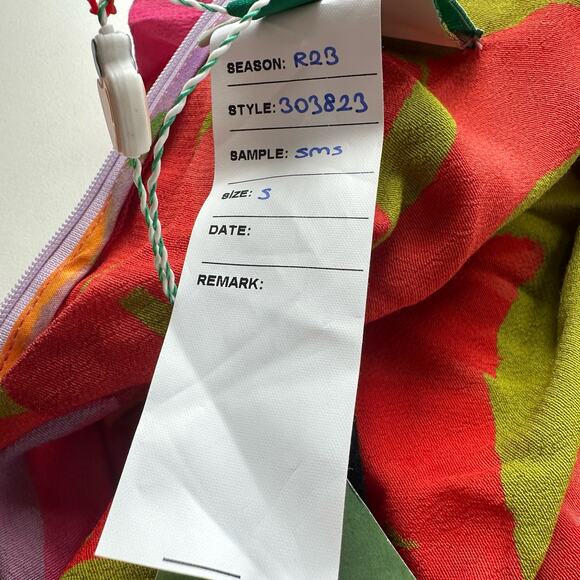 SEASON: R23
STYLE: 303823
SAMPLE: sms
SIZE: S
DATE:
REMARK: